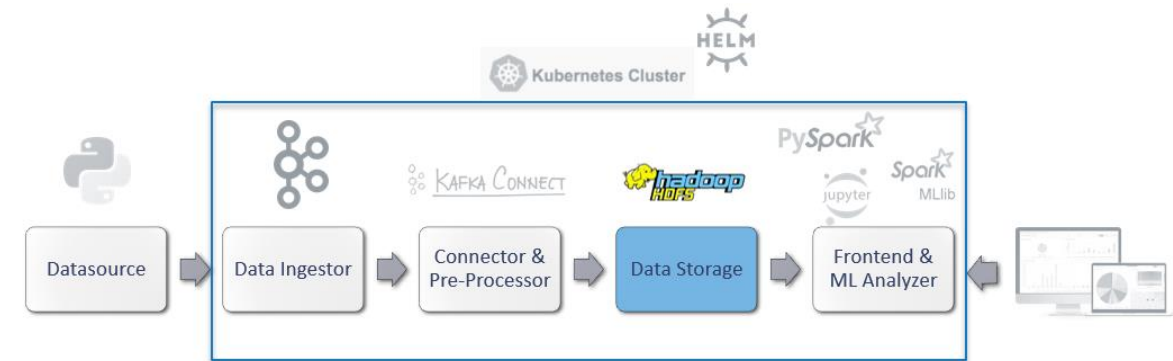 HELM
Kubernetes Cluster
PySpark
Spark
MLlib
KAFKA CONNECT
hadoop
HDFS
jupyter
Datasource
Data Ingestor
Connector &
Pre-Processor
Data Storage
Frontend &
ML Analyzer